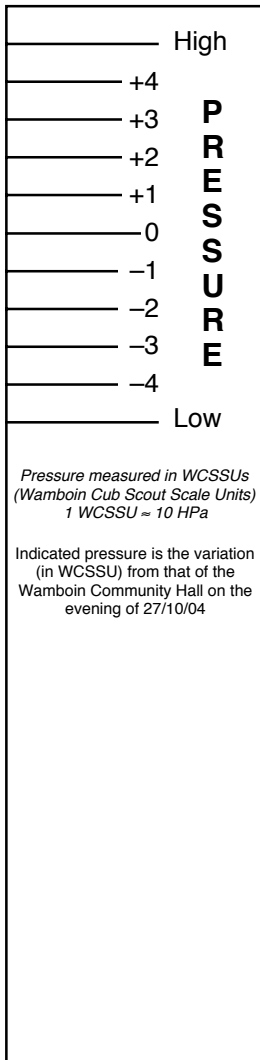 High
+4
+3
+2
+1
0
–1
–2
–3
–4
Low
PRESSURE
Pressure measured in WCSSUs
(Wamboin Cub Scout Scale Units)
1 WCSSU ≈ 10 HPa
Indicated pressure is the variation
(in WCSSU) from that of the
Wamboin Community Hall on the
evening of 27/10/04